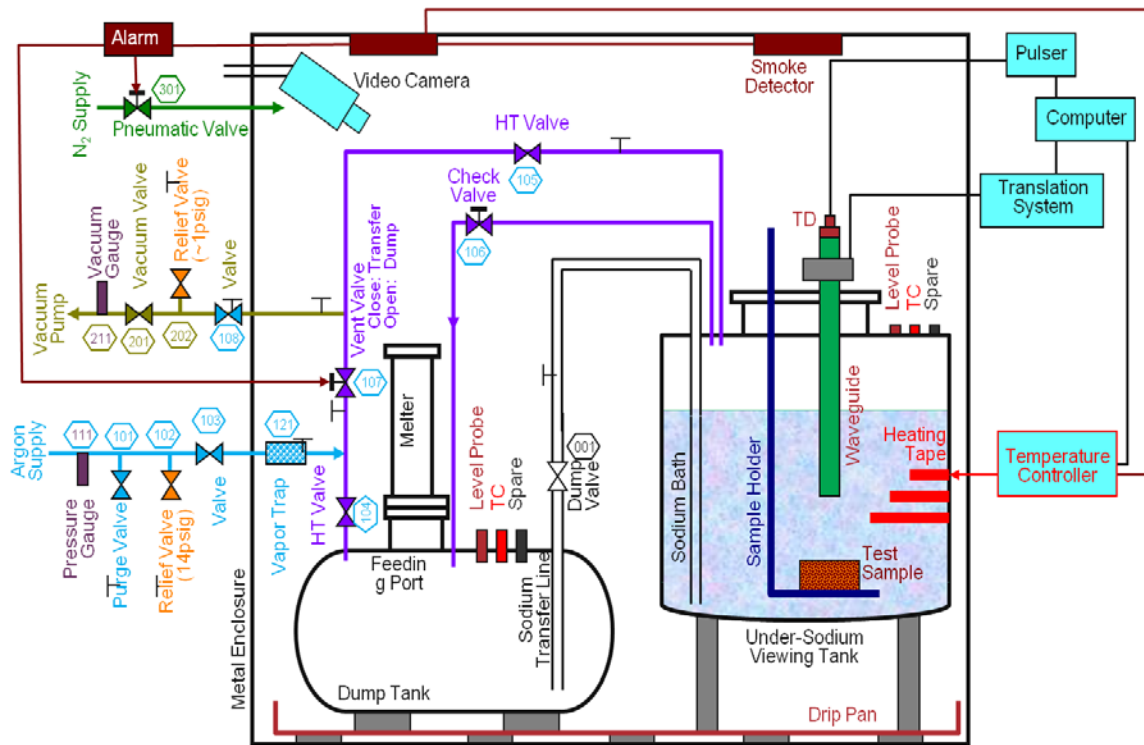 Alarm
301
N2 Supply
Pneumatic Valve
Video Camera
Smoke
Detector
Pulser
Computer
Translation
System
HT Valve
105
Check
Valve
106
TD
Level Probe
TC
Spare
Vacuum
Gauge
Vacuum Valve
Relief Valve
(~1psig)
Valve
Vacuum
Pump
211
201
202
108
Vent Valve
Close: Transfer
Open: Dump
107
Argon
Supply
111
101
102
103
121
Pressure
Gauge
Purge Valve
Relief Valve
(14psig)
Valve
Vapor Trap
HT Valve
104
Melter
Feedin
g Port
Level Probe
TC
Spare
001
Dump
Valve
Sodium
Transfer Line
Sodium Bath
Sample Holder
Waveguide
Heating
Tape
Temperature
Controller
Test
Sample
Under-Sodium
Viewing Tank
Metal Enclosure
Dump Tank
Drip Pan